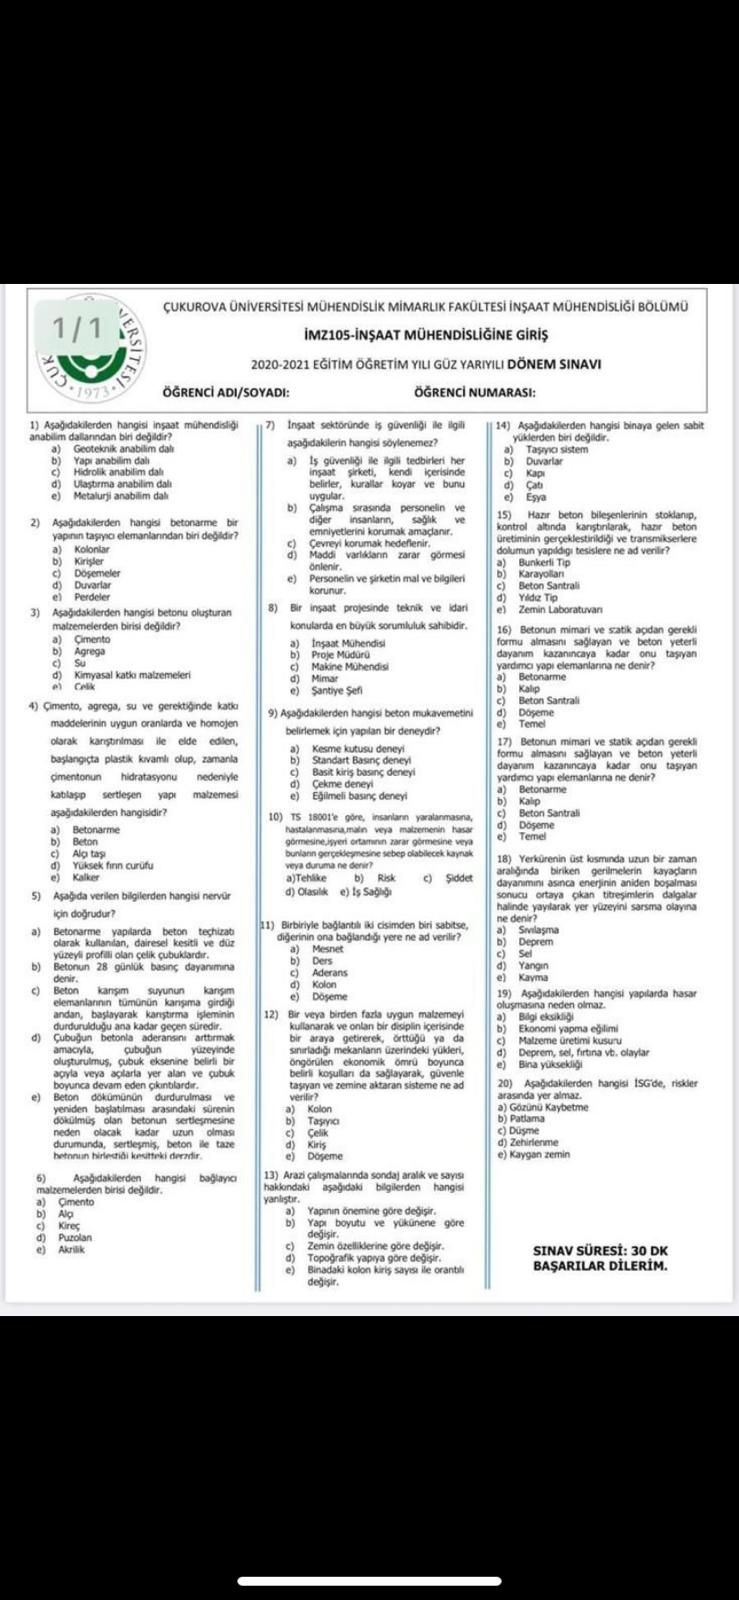 1/1
ÇUKUROVA ÜNİVERSİTESİ MÜHENDİSLİK MİMARLIK FAKÜLTESİ İNŞAAT MÜHENDİSLİĞİ BÖLÜMÜ
İMZ105-İNŞAAT MÜHENDİSLİĞİNE GİRİŞ
2020-2021 EĞİTİM ÖĞRETİM YILI GÜZ YARIYILI DÖNEM SINAVI
ÖĞRENCİ ADI/SOYADI: ÖĞRENCİ NUMARASI:
1973
1) Aşağıdakilerden hangisi inşaat mühendisliği
anabilim dallarından biri değildir?
a) Geoteknik anabilim dalı
b) Yapı anabilim dalı
c) Hidrolik anabilim dalı
d) Ulaştırma anabilim dalı
e) Metalurji anabilim dalı
2) Aşağıdakilerden hangisi betonarme bir
yapının taşıyıcı elemanlarından biri değildir?
a) Kolonlar
b) Kirişler
c) Döşemeler
d) Duvarlar
e) Perdeler
3) Aşağıdakilerden hangisi betonu oluşturan
malzemelerden birisi değildir?
a) Çimento
b) Agrega
c) Su
d) Kimyasal katkı malzemeleri
e) Çelik
4) Çimento, agrega, su ve gerektiğinde katkı
maddelerinin uygun oranlarda ve homojen
olarak karıştırılması ile elde edilen,
başlangıçta plastik kıvamlı olup, zamanla
çimentonun hidratasyonu nedeniyle
katılaşıp sertleşen yapı malzemesi
aşağıdakilerden hangisidir?
a) Betonarme
b) Beton
c) Alçı taşı
d) Yüksek fırın curüfu
e) Kalker
5) Aşağıda verilen bilgilerden hangisi nervür
için doğrudur?
a) Betonarme yapılarda beton teçhizatı
olarak kullanılan, dairesel kesitli ve düz
yüzeyli profilli olan çelik çubuklardır.
b) Betonun 28 günlük basınç dayanımına
denir.
c) Beton karışım suyunun karışım
elemanlarının tümünün karışıma girdiği
andan, başlayarak karıştırma işleminin
durdurulduğu ana kadar geçen süredir.
d) Çubuğun betonla aderansını arttırmak
amacıyla, çubuğun yüzeyinde
oluşturulmuş, çubuk eksenine belirli bir
açıyla veya açılarla yer alan ve çubuk
boyunca devam eden çıkıntılardır.
e) Beton dökümünün durdurulması ve
yeniden başlatılması arasındaki sürenin
dökülmüş olan betonun sertleşmesine
neden olacak kadar uzun olması
durumunda, sertleşmiş, beton ile taze
betonun birleştiği kesitteki derzdir.
6) Aşağıdakilerden hangisi bağlayıcı
malzemelerden birisi değildir.
a) Çimento
b) Alçı
c) Kireç
d) Puzolan
e) Akrilik
7) İnşaat sektöründe iş güvenliği ile ilgili
aşağıdakilerin hangisi söylenemez?
a) İş güvenliği ile ilgili tedbirleri her
inşaat şirketi, kendi içerisinde
belirler, kurallar koyar ve bunu
uygular.
b) Çalışma sırasında personelin ve
diğer insanların, sağlık ve
emniyetlerini korumak amaçlanır.
c) Çevreyi korumak hedeflenir.
d) Maddi varlıkların zarar görmesi
önlenir.
e) Personelin ve şirketin mal ve bilgileri
korunur.
8) Bir inşaat projesinde teknik ve idari
konularda en büyük sorumluluk sahibidir.
a) İnşaat Mühendisi
b) Proje Müdürü
c) Makine Mühendisi
d) Mimar
e) Şantiye Şefi
9) Aşağıdakilerden hangisi beton mukavemetini
belirlemek için yapılan bir deneydir?
a) Kesme kutusu deneyi
b) Standart Basınç deneyi
c) Basit kiriş basınç deneyi
d) Çekme deneyi
e) Eğilmeli basınç deneyi
10) TS 18001'e göre, insanların yaralanmasına,
hastalanmasına,malın veya malzemenin hasar
görmesine,işyeri ortamının zarar görmesine veya
bunların gerçekleşmesine sebep olabilecek kaynak
veya duruma ne denir?
a)Tehlike b) Risk c) Şiddet
d) Olasılık e) İş Sağlığı
11) Birbiriyle bağlantılı iki cisimden biri sabitse,
diğerinin ona bağlandığı yere ne ad verilir?
a) Mesnet
b) Ders
c) Aderans
d) Kolon
e) Döşeme
12) Bir veya birden fazla uygun malzemeyi
kullanarak ve onları bir disiplin içerisinde
bir araya getirerek, örttüğü ya da
sınırladığı mekanların üzerindeki yükleri,
öngörülen ekonomik ömrü boyunca
belirli koşulları da sağlayarak, güvenle
taşıyan ve zemine aktaran sisteme ne ad
verilir?
a) Kolon
b) Taşıyıcı
c) Çelik
d) Kiriş
e) Döşeme
13) Arazi çalışmalarında sondaj aralık ve sayısı
hakkındaki aşağıdaki bilgilerden hangisi
yanlıştır.
a) Yapının önemine göre değişir.
b) Yapı boyutu ve yükünene göre
değişir.
c) Zemin özelliklerine göre değişir.
d) Topoğrafik yapıya göre değişir.
e) Binadaki kolon kiriş sayısı ile orantılı
değişir.
14) Aşağıdakilerden hangisi binaya gelen sabit
yüklerden biri değildir.
a) Taşıyıcı sistem
b) Duvarlar
c) Kapı
d) Çatı
e) Eşya
15) Hazır beton bileşenlerinin stoklanıp,
kontrol altında karıştırılarak, hazır beton
üretiminin gerçekleştirildiği ve transmikserlere
dolumun yapıldıgı tesislere ne ad verilir?
a) Bunkerli Tip
b) Karayolları
c) Beton Santrali
d) Yıldız Tip
e) Zemin Laboratuvarı
16) Betonun mimari ve statik açıdan gerekli
formu almasını sağlayan ve beton yeterli
dayanım kazanıncaya kadar onu taşıyan
yardımcı yapı elemanlarına ne denir?
a) Betonarme
b) Kalıp
c) Beton Santrali
d) Döşeme
e) Temel
17) Betonun mimari ve statik açıdan gerekli
formu almasını sağlayan ve beton yeterli
dayanım kazanıncaya kadar onu taşıyan
yardımcı yapı elemanlarına ne denir?
a) Betonarme
b) Kalıp
c) Beton Santrali
d) Döşeme
e) Temel
18) Yerkürenin üst kısmında uzun bir zaman
aralığında biriken gerilmelerin kayaçların
dayanımını asınca enerjinin aniden boşalması
sonucu ortaya çıkan titreşimlerin dalgalar
halinde yayılarak yer yüzeyini sarsma olayına
ne denir?
a) Sıvılaşma
b) Deprem
c) Sel
d) Yangın
e) Kayma
19) Aşağıdakilerden hangisi yapılarda hasar
oluşmasına neden olmaz.
a) Bilgi eksikliği
b) Ekonomi yapma eğilimi
c) Malzeme üretimi kusuru
d) Deprem, sel, fırtına vb. olaylar
e) Bina yüksekliği
20) Aşağıdakilerden hangisi İSG'de, riskler
arasında yer almaz.
a) Gözünü Kaybetme
b) Patlama
c) Düşme
d) Zehirlenme
e) Kaygan zemin
SINAV SÜRESİ: 30 DK
BAŞARILAR DİLERİM.